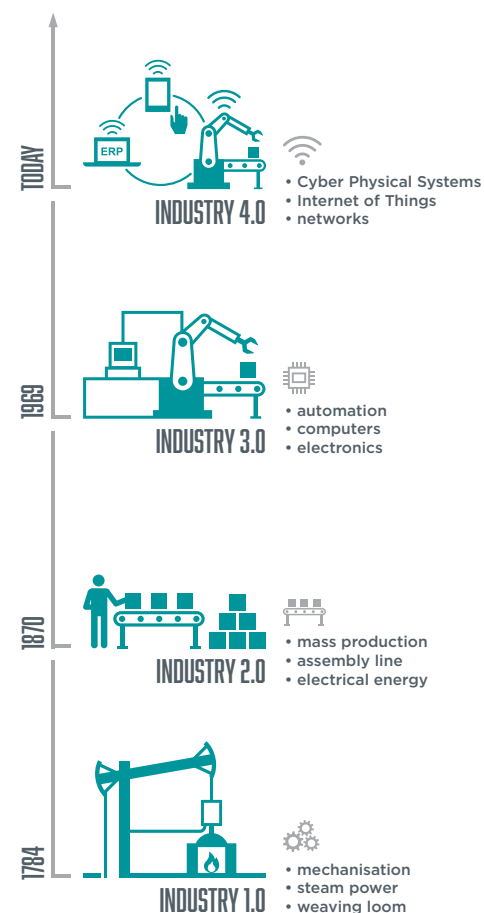 ERP
TODAY
INDUSTRY 4.0
• Cyber Physical Systems
• Internet of Things
• networks
1969
INDUSTRY 3.0
• automation
• computers
• electronics
1870
INDUSTRY 2.0
• mass production
• assembly line
• electrical energy
1784
INDUSTRY 1.0
• mechanisation
• steam power
• weaving loom